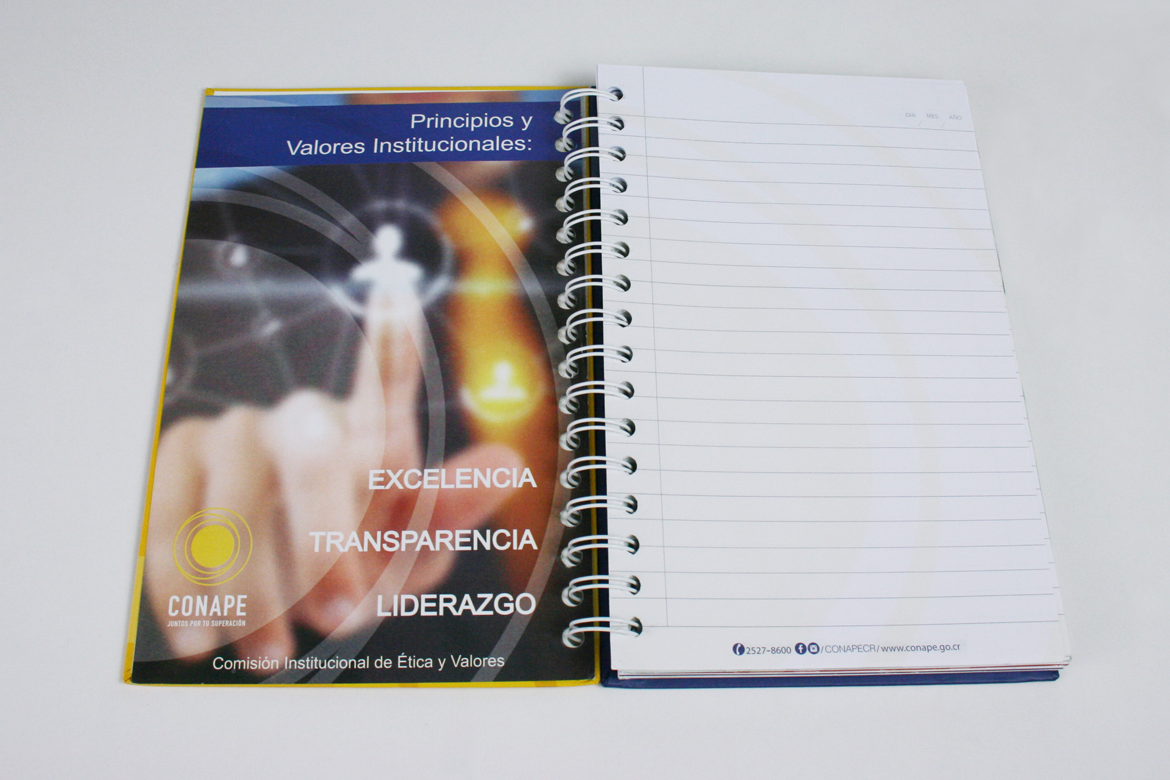 Principios y
Valores Institucionales:
EXCELENCIA
TRANSPARENCIA
LIDERAZGO
CONAPE
JUNTOS POR TU SUPERACIÓN
Comisión Institucional de Ética y Valores
DÍA MES AÑO
2527-8600 /CONAPECR/www.conape.go.cr